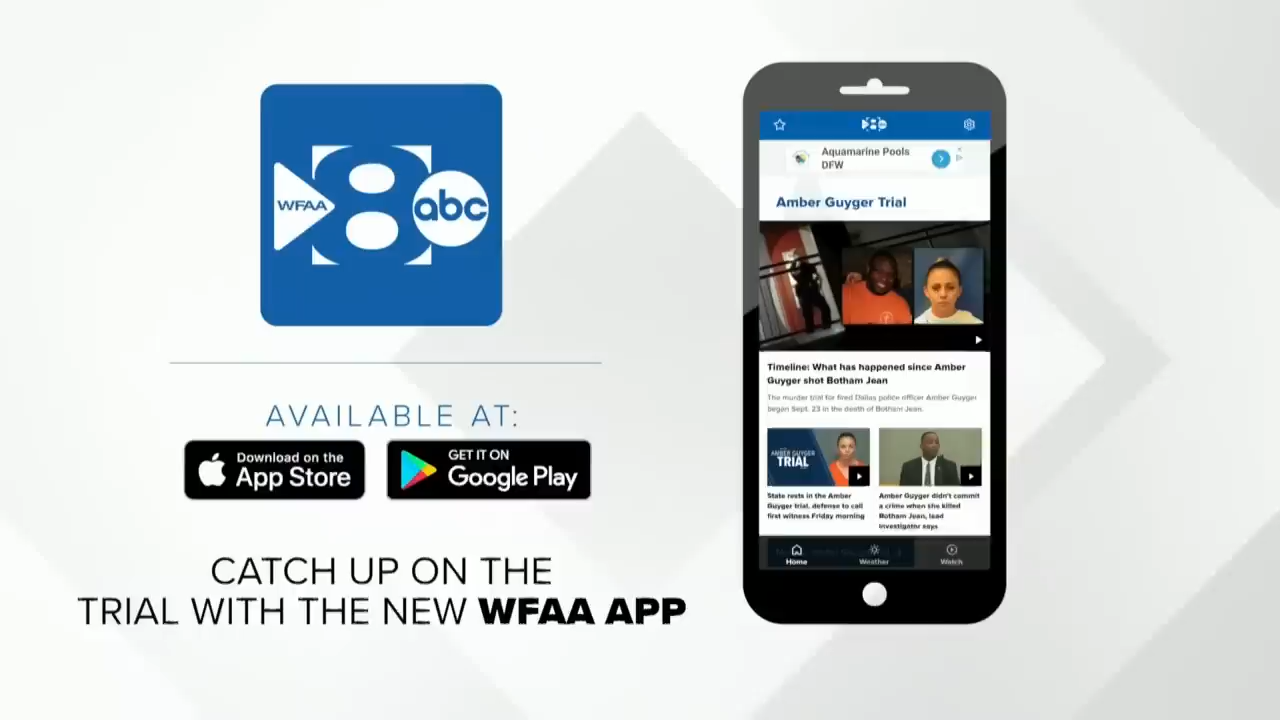 WFAA
8
abc
AVAILABLE AT:
Download on the
App Store
GET IT ON
Google Play
CATCH UP ON THE
TRIAL WITH THE NEW WFAA APP
8
Aquamarine Pools
DFW
Amber Guyger Trial
Timeline: What has happened since Amber
Guyger shot Botham Jean
The murder trial for fired Dallas police officer Amber Guyger
began Sept. 23 in the death of Botham Jean.
AMBER GUYGER
TRIAL
State rests in the Amber
Guyger trial, defense to call
first witness Friday morning
Amber Guyger didn't commit
a crime when she killed
Botham Jean, lead
investigator says
Home
Weather
Watch